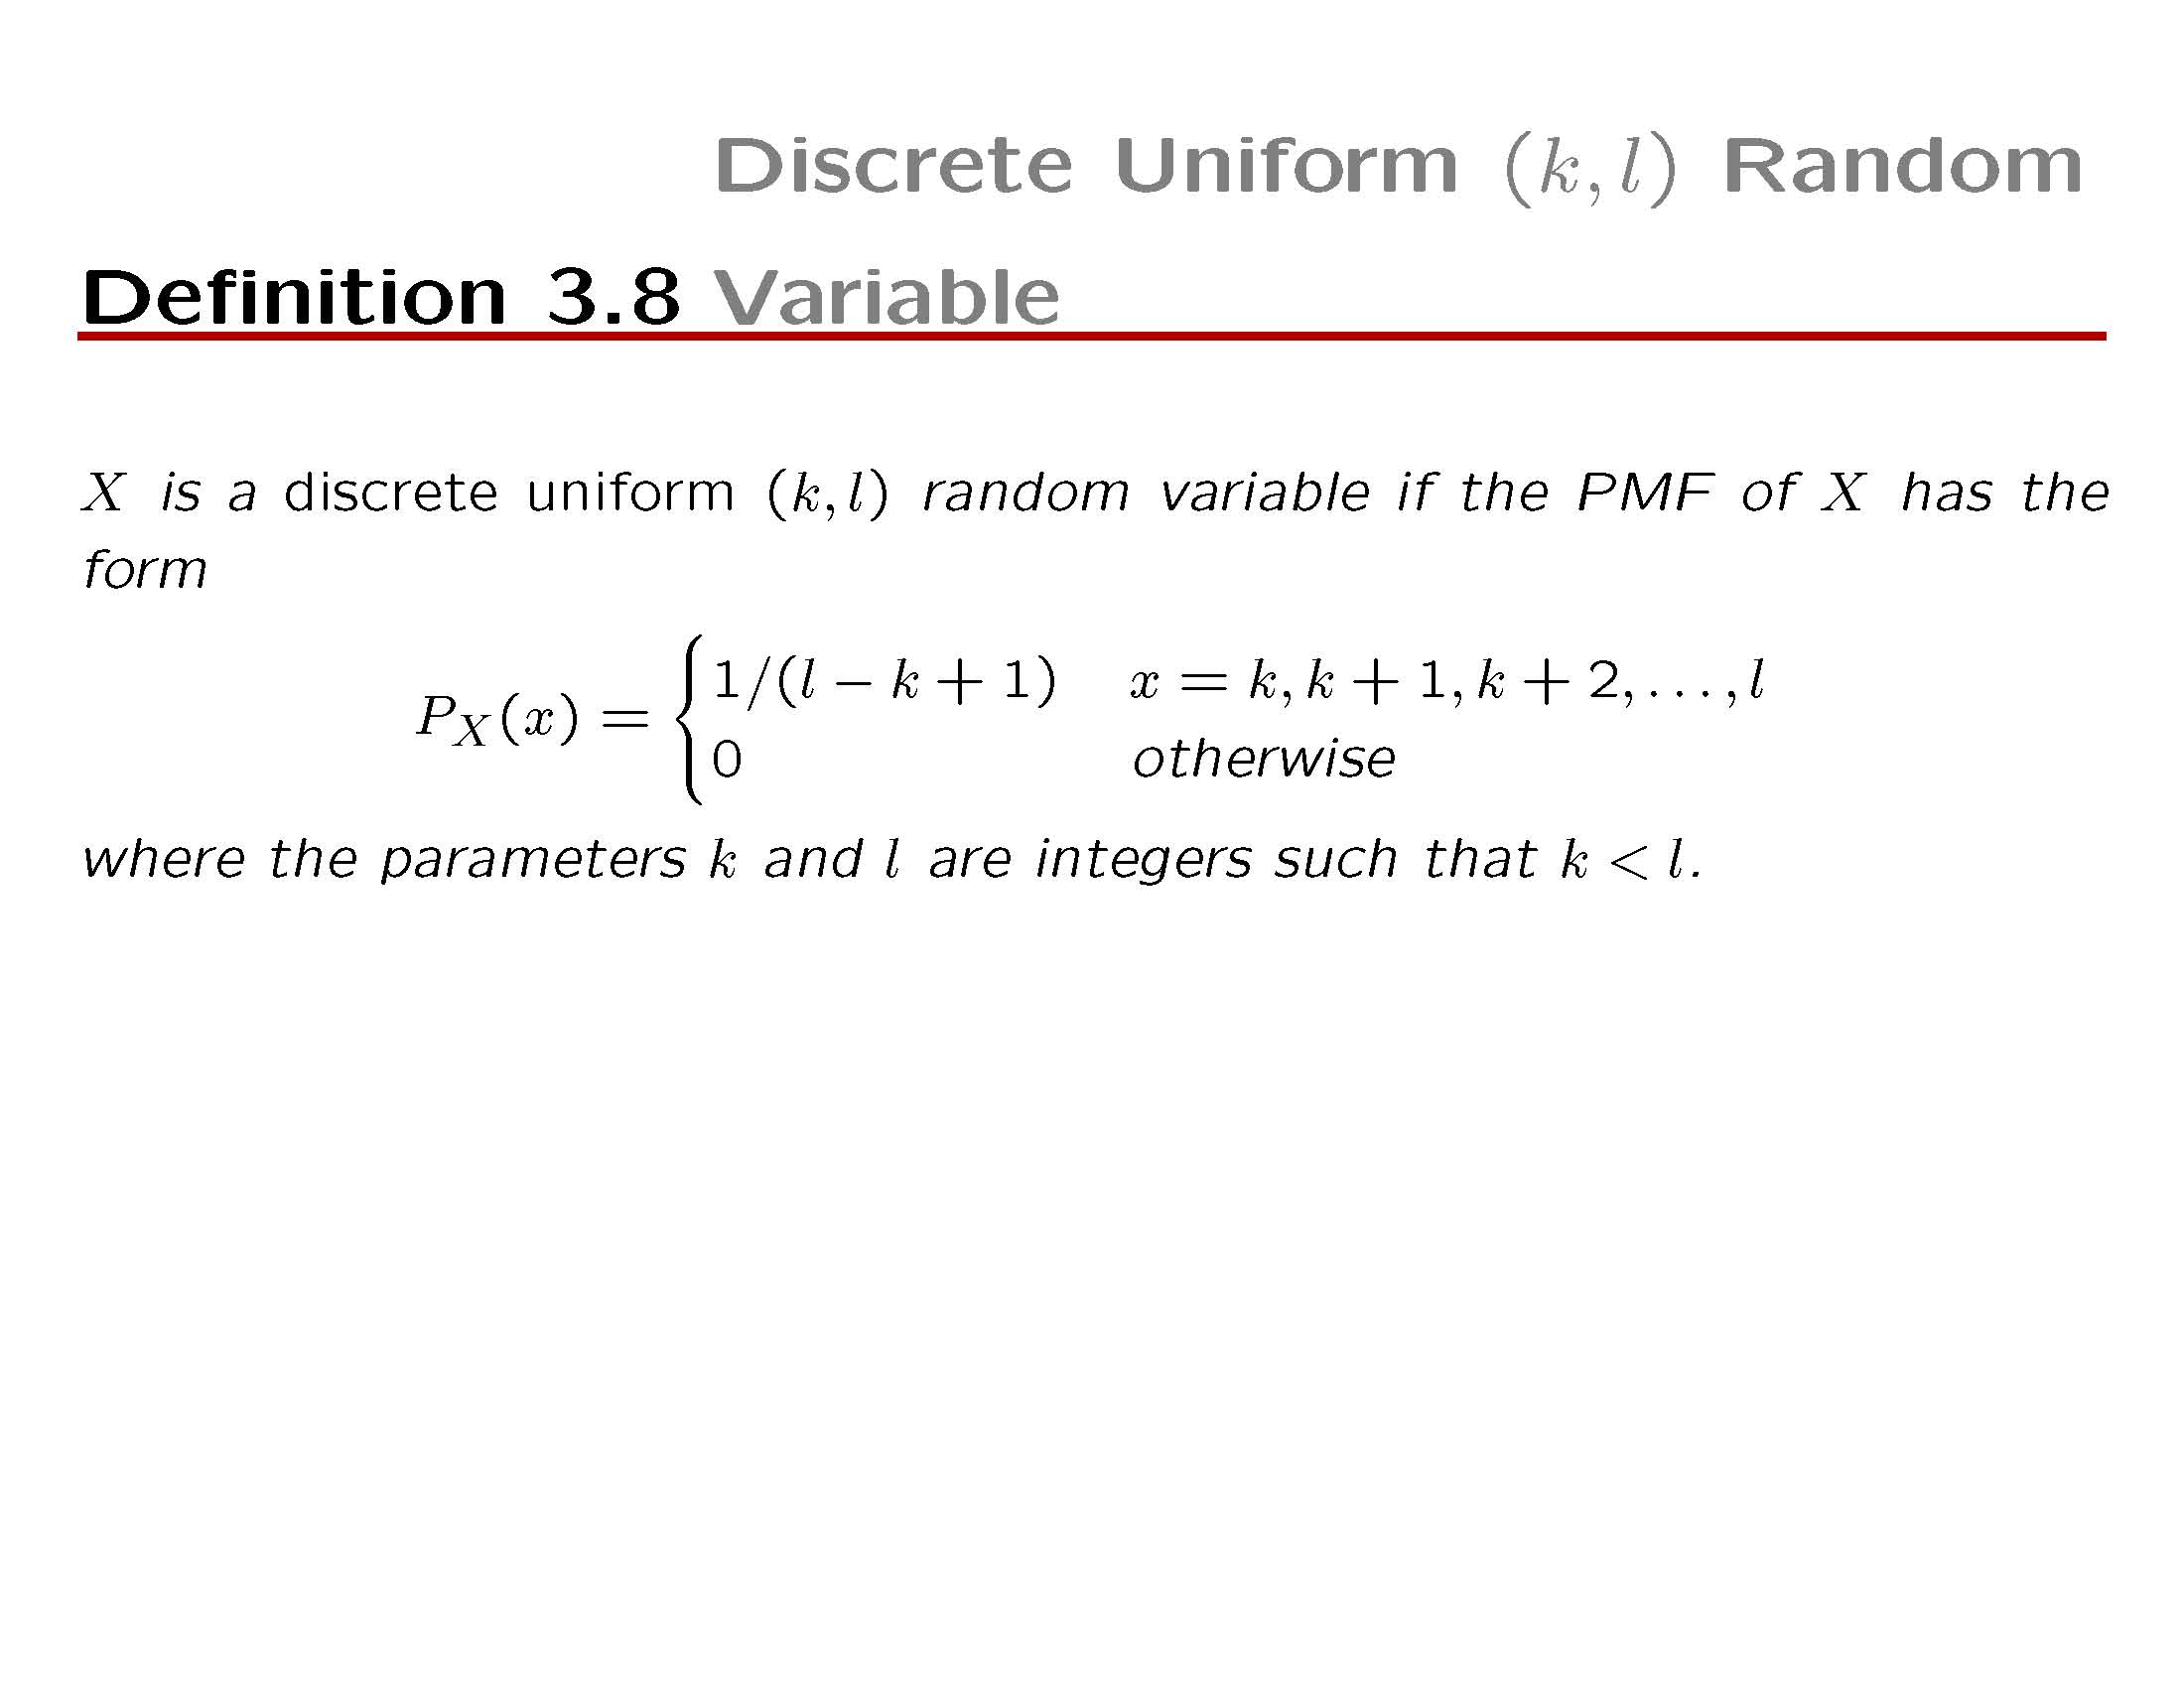 Discrete Uniform (k, l) Random
Definition 3.8 Variable
X is a discrete uniform (k, l) random variable if the PMF of X has the
form
P_X(x) = { 1/(l − k + 1) x = k, k + 1, k + 2, . . . , l
0 otherwise
where the parameters k and l are integers such that k < l.